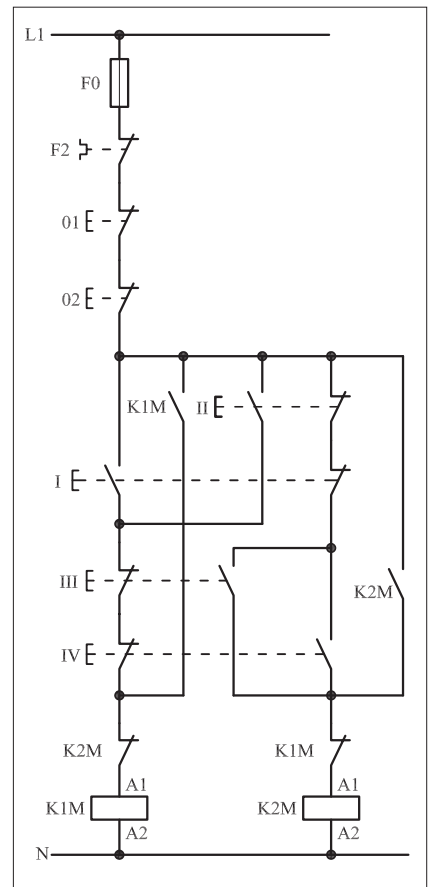 L1
F0
F2
01
02
K1M II
I
III K2M
IV
K2M K1M
A1 A1
K1M K2M
A2 A2
N